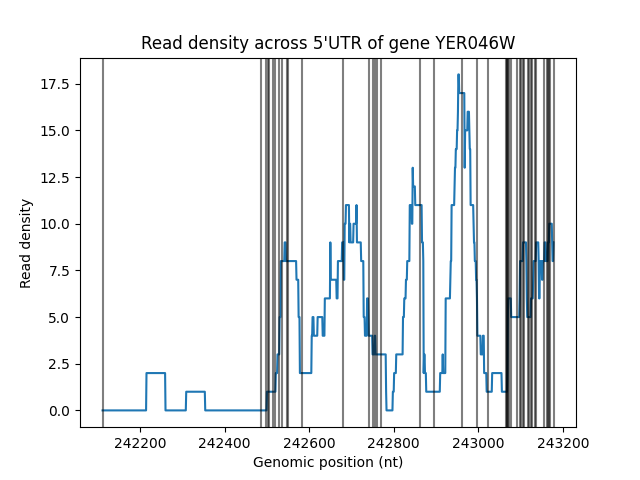 Read density across 5'UTR of gene YER046W
17.5
15.0
12.5
10.0
7.5
5.0
2.5
0.0
Read density
242200 242400 242600 242800 243000 243200
Genomic position (nt)